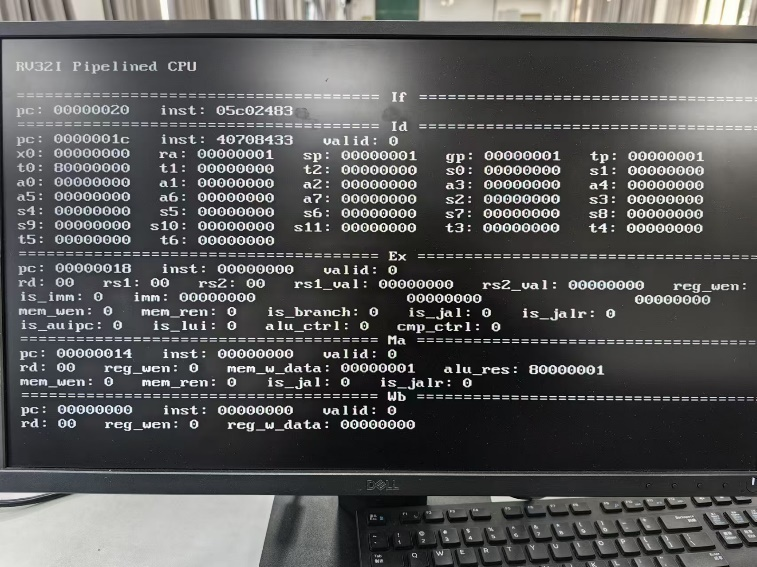 RV32I Pipelined CPU
================================================ If ================================================
pc: 00000020 inst: 05c02483
================================================ Id ================================================
pc: 0000001c inst: 40708433 valid: 0
x0: 00000000 ra: 00000001 sp: 00000001 gp: 00000001 tp: 00000001
t0: 80000000 t1: 00000000 t2: 00000000 s0: 00000000 s1: 00000000
a0: 00000000 a1: 00000000 a2: 00000000 a3: 00000000 a4: 00000000
a5: 00000000 a6: 00000000 a7: 00000000 s2: 00000000 s3: 00000000
s4: 00000000 s5: 00000000 s6: 00000000 s7: 00000000 s8: 00000000
s9: 00000000 s10: 00000000 s11: 00000000 t3: 00000000 t4: 00000000
t5: 00000000 t6: 00000000
================================================ Ex ================================================
pc: 00000018 inst: 00000000 valid: 0
rd: 00 rs1: 00 rs2: 00 rs1_val: 00000000 rs2_val: 00000000 reg_wen:
is_imm: 0 imm: 00000000 00000000 00000000
mem_wen: 0 mem_ren: 0 is_branch: 0 is_jal: 0 is_jalr: 0
is_auipc: 0 is_lui: 0 alu_ctrl: 0 cmp_ctrl: 0
================================================ Ma ================================================
pc: 00000014 inst: 00000000 valid: 0
rd: 00 reg_wen: 0 mem_w_data: 00000001 alu_res: 80000001
mem_wen: 0 mem_ren: 0 is_jal: 0 is_jalr: 0
================================================ Wb ================================================
pc: 00000000 inst: 00000000 valid: 0
rd: 00 reg_wen: 0 reg_w_data: 00000000
DELL